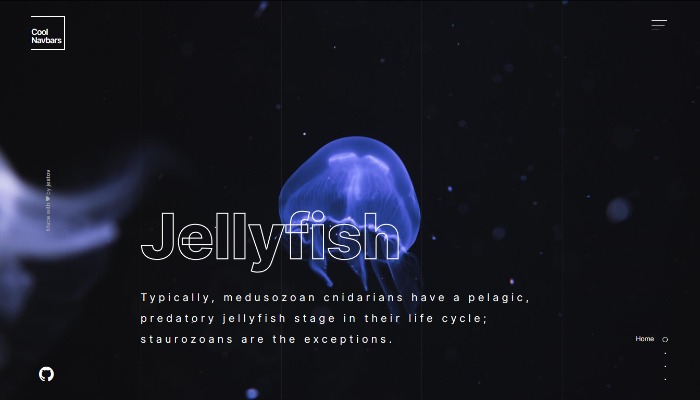 Cool
Navbars
Made with ♥ by jestov
Jellyfish
Typically, medusozoan cnidarians have a pelagic,
predatory jellyfish stage in their life cycle;
staurozoans are the exceptions.
Home